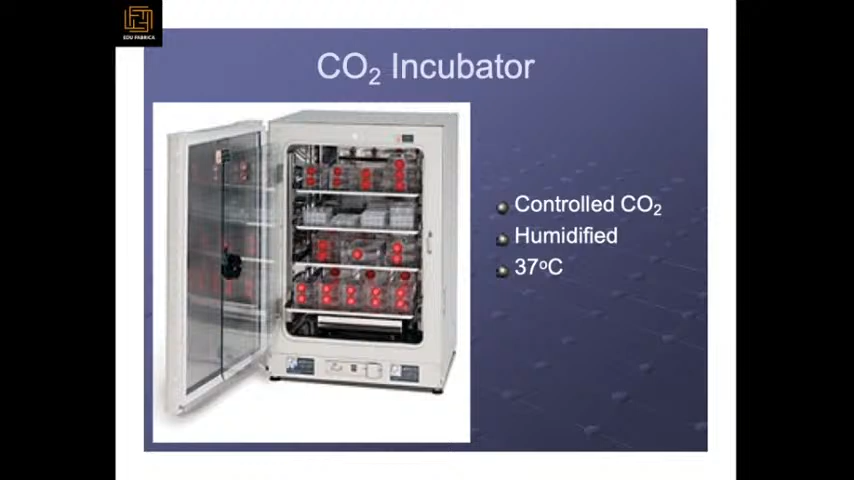 EDU FABRICA
CO₂ Incubator
Controlled CO₂
Humidified
37ºC